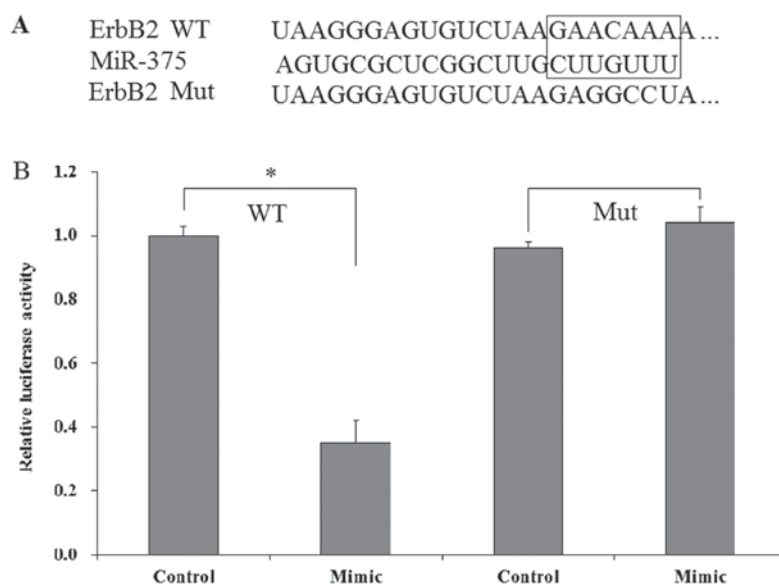 A
ErbB2 WT UAAGGGAGUGUCUAAGAACAAAA...
MiR-375 AGUGCGCUCGGCUUGCUUGUUU
ErbB2 Mut UAAGGGAGUGUCUAAGAGGCCUA...
B
Relative luciferase activity
1.2
1.0
0.8
0.6
0.4
0.2
0.0
*
WT
Mut
Control Mimic Control Mimic